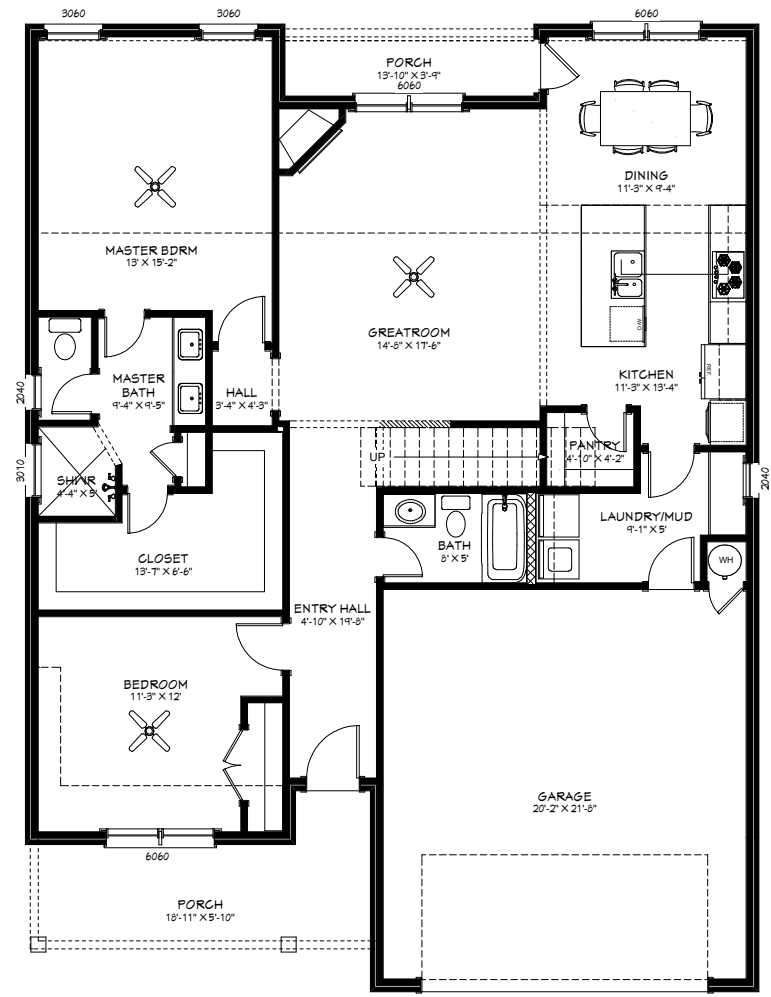 3060
3060
6060
PORCH
13'-10" X 3'-9"
6060
DINING
11'-3" X 9'-4"
MASTER BDRM
13' X 15'-2"
GREATROOM
14'-8" X 17'-6"
D/W
KITCHEN
11'-3" X 13'-4"
REF.
MASTER
BATH
9'-4" X 9'-5"
HALL
3'-4" X 4'-3"
2040
PANTRY
4'-10" X 4'-2"
UP
3010
SHWR
4'-4" X 5'
2040
LAUNDRY/MUD
9'-1" X 5'
BATH
8' X 5'
CLOSET
13'-7" X 6'-6"
WH
ENTRY HALL
4'-10" X 19'-8"
BEDROOM
11'-3" X 12'
GARAGE
20'-2" X 21'-8"
6060
PORCH
18'-11" X 5'-10"